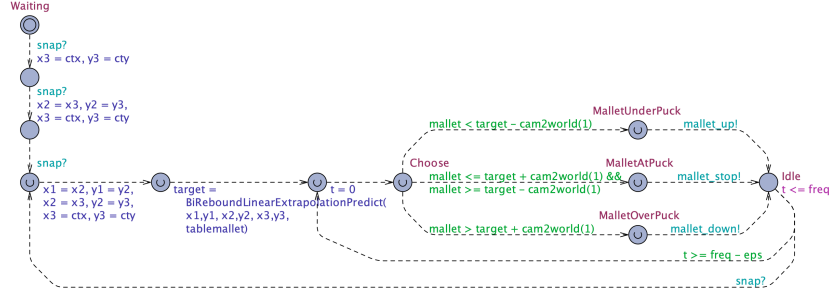 Waiting
snap?
x3 = ctx, y3 = cty
snap?
x2 = x3, y2 = y3,
x3 = ctx, y3 = cty
snap?
x1 = x2, y1 = y2,
x2 = x3, y2 = y3,
x3 = ctx, y3 = cty
target =
BiReboundLinearExtrapolationPredict(
x1,y1, x2,y2, x3,y3,
tablemallet)
t = 0
Choose
mallet < target - cam2world(1)
MalletUnderPuck
mallet_up!
mallet <= target + cam2world(1) &&
mallet >= target - cam2world(1)
MalletAtPuck
mallet_stop!
mallet > target + cam2world(1)
MalletOverPuck
mallet_down!
Idle
t <= freq
t >= freq - eps
snap?